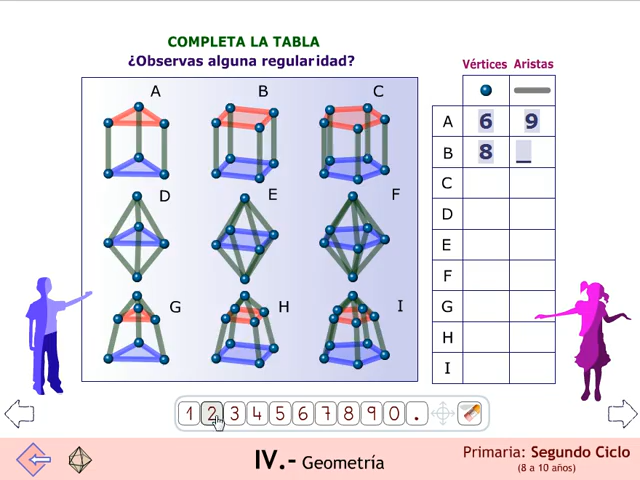 COMPLETA LA TABLA
¿Observas alguna regularidad?
Vértices Aristas
A B C
D E F
G H I
A 6 9
B 8 _
C
D
E
F
G
H
I
1 2 3 4 5 6 7 8 9 0 .
IV.- Geometría
Primaria: Segundo Ciclo
(8 a 10 años)